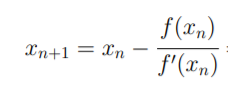 x_{n+1} = x_n − \frac{f(x_n)}{f'(x_n)}